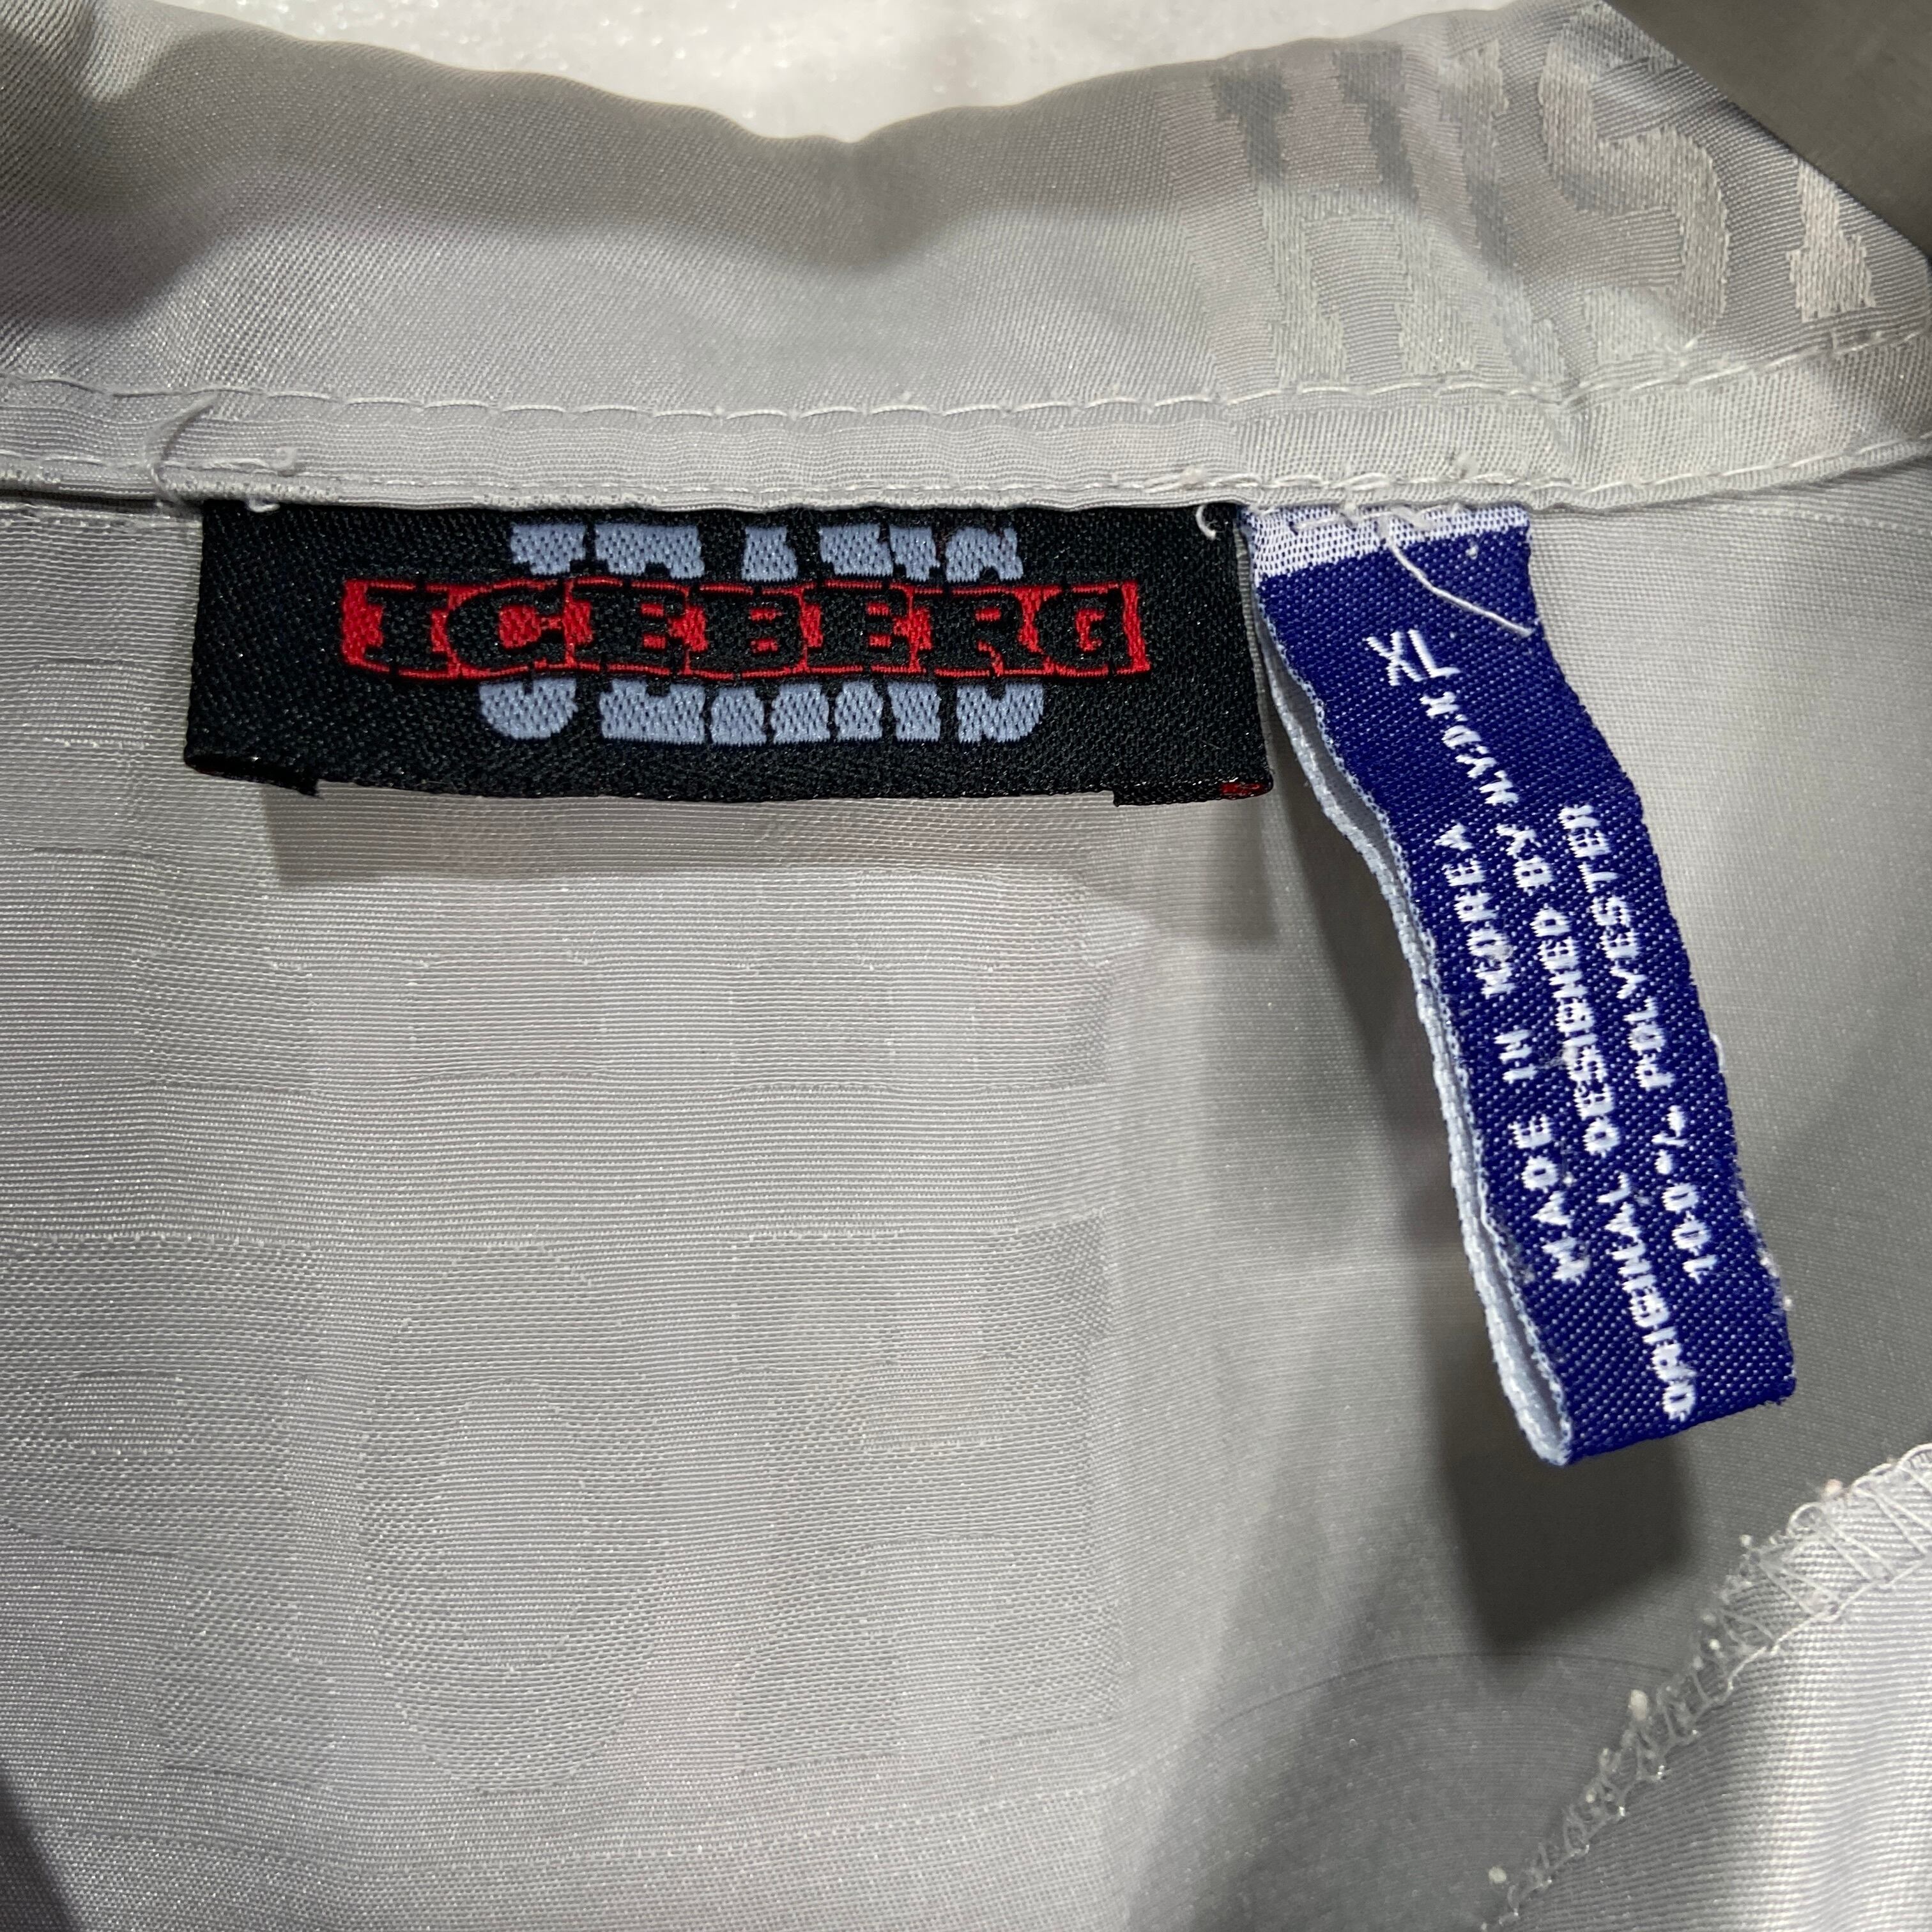 ICEBERG
XL
MADE IN KOREA
ORIGINAL DESIGNED BY N.Y.D.K
100% POLYESTER